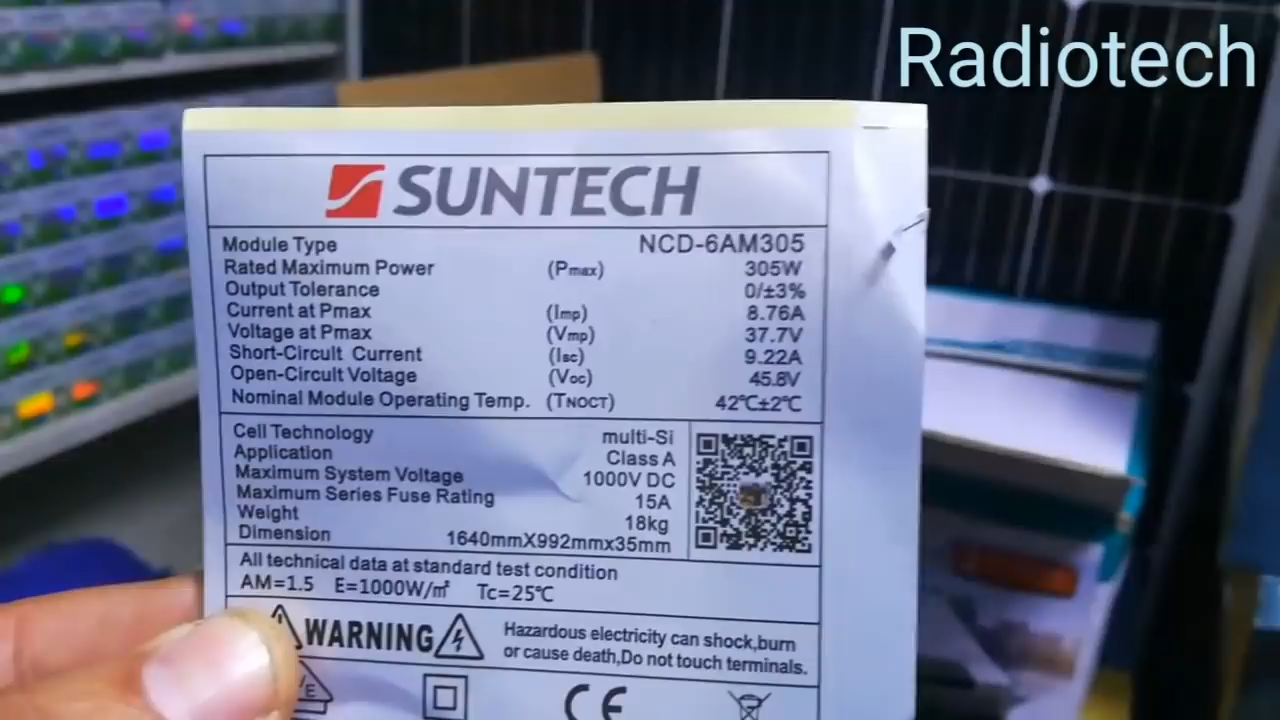 Radiotech
SUNTECH
Module Type NCD-6AM305
Rated Maximum Power (Pmax) 305W
Output Tolerance 0/±3%
Current at Pmax (Imp) 8.76A
Voltage at Pmax (Vmp) 37.7V
Short-Circuit Current (Isc) 9.22A
Open-Circuit Voltage (Voc) 45.8V
Nominal Module Operating Temp. (TNOCT) 42℃±2℃
Cell Technology multi-Si
Application Class A
Maximum System Voltage 1000V DC
Maximum Series Fuse Rating 15A
Weight 18kg
Dimension 1640mmX992mmx35mm
All technical data at standard test condition
AM=1.5 E=1000W/㎡ Tc=25℃
WARNING Hazardous electricity can shock,burn
or cause death,Do not touch terminals.
CE